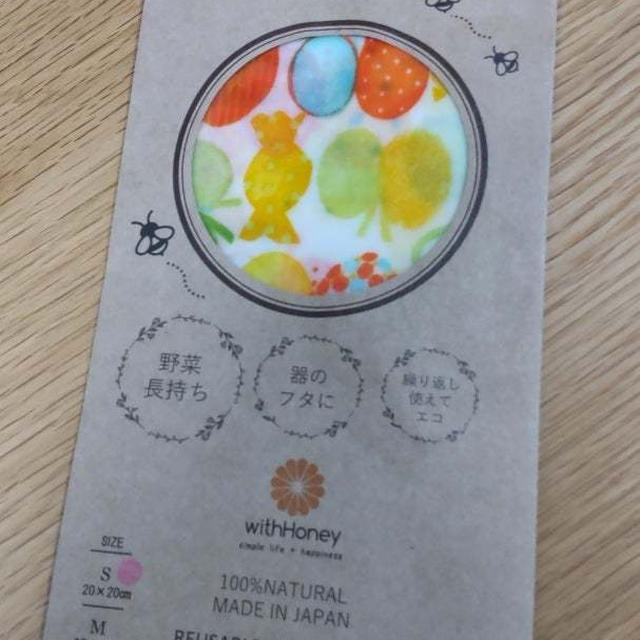 野菜
長持ち
器の
フタに
繰り返し
使えて
エコ
withHoney
simple life + happiness
SIZE
S
20×20cm
M
100%NATURAL
MADE IN JAPAN